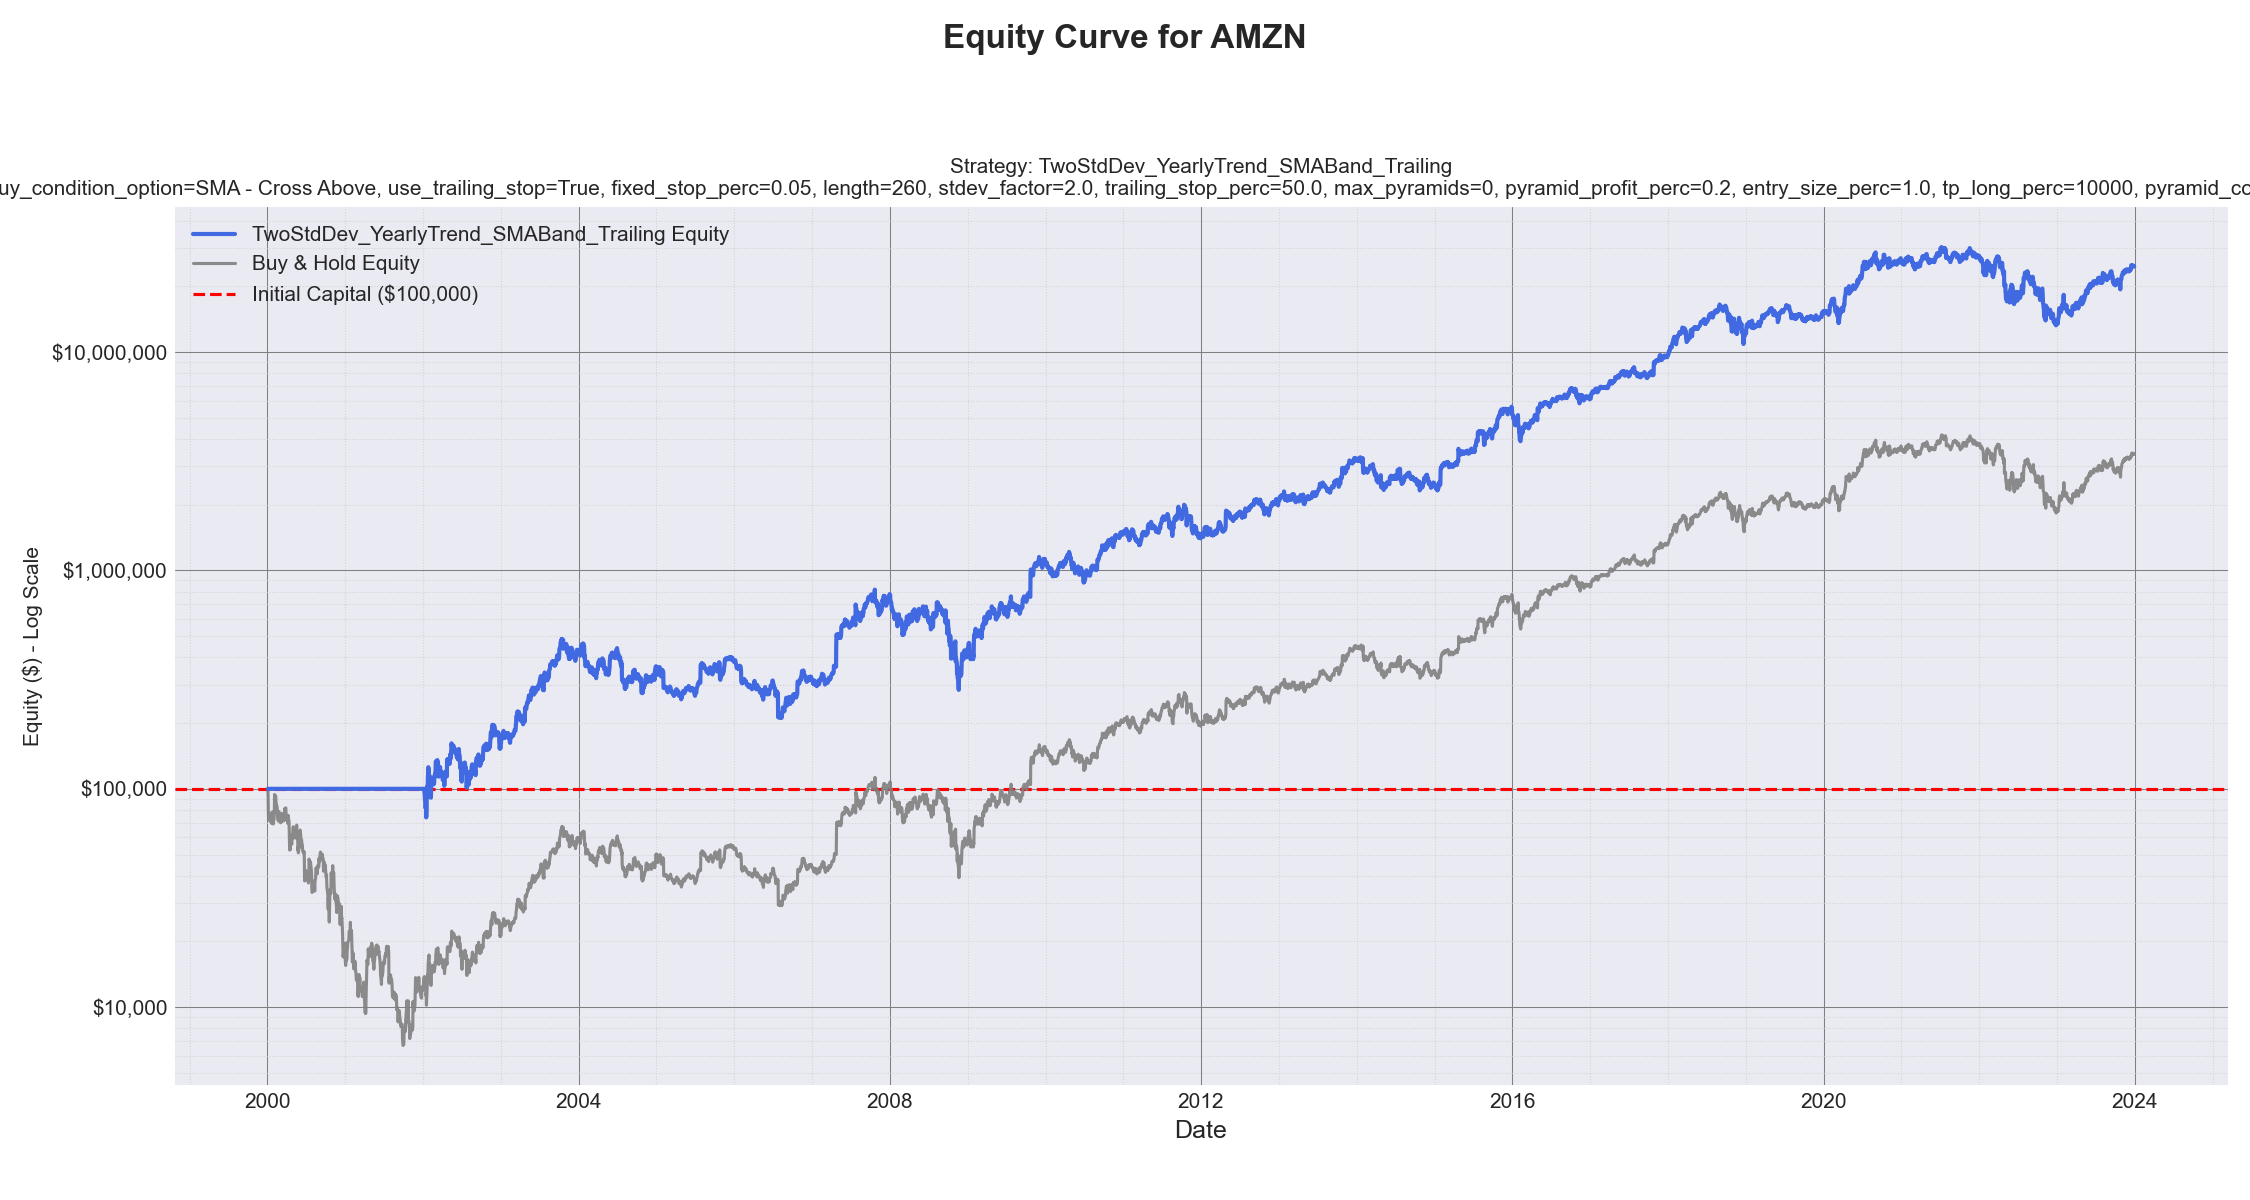 Equity Curve for AMZN
Strategy: TwoStdDev_YearlyTrend_SMABand_Trailing
uy_condition_option=SMA - Cross Above, use_trailing_stop=True, fixed_stop_perc=0.05, length=260, stdev_factor=2.0, trailing_stop_perc=50.0, max_pyramids=0, pyramid_profit_perc=0.2, entry_size_perc=1.0, tp_long_perc=10000, pyramid_co
TwoStdDev_YearlyTrend_SMABand_Trailing Equity
Buy & Hold Equity
Initial Capital ($100,000)
Equity ($) - Log Scale
$10,000,000
$1,000,000
$100,000
$10,000
2000 2004 2008 2012 2016 2020 2024
Date